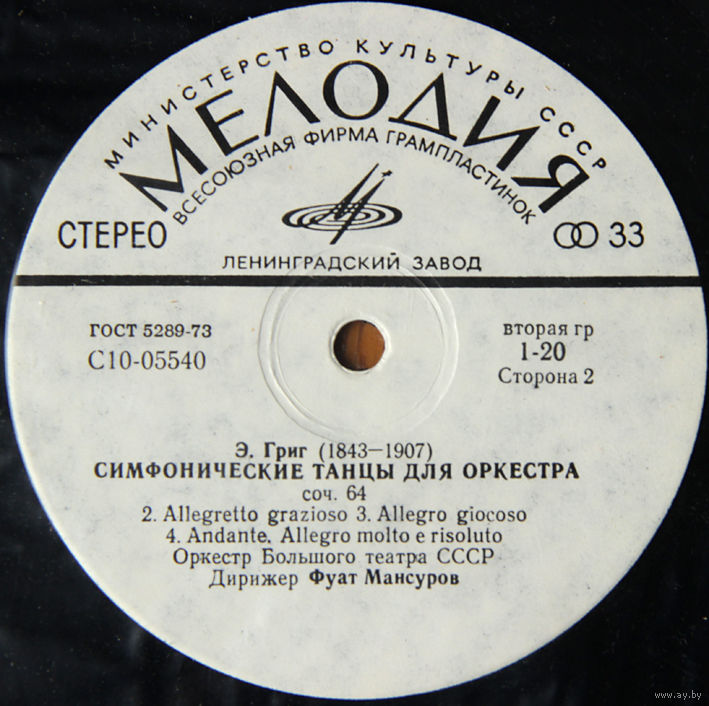 МИНИСТЕРСТВО КУЛЬТУРЫ СССР
МЕЛОДИЯ
ВСЕСОЮЗНАЯ ФИРМА ГРАМПЛАСТИНОК
СТЕРЕО
33
ЛЕНИНГРАДСКИЙ ЗАВОД
ГОСТ 5289-73
С10-05540
вторая гр
1-20
Сторона 2
Э. Григ (1843—1907)
СИМФОНИЧЕСКИЕ ТАНЦЫ ДЛЯ ОРКЕСТРА
соч. 64
2. Allegretto grazioso 3. Allegro giocoso
4. Andante, Allegro molto e risoluto
Оркестр Большого театра СССР
Дирижер Фуат Мансуров
www.ay.by